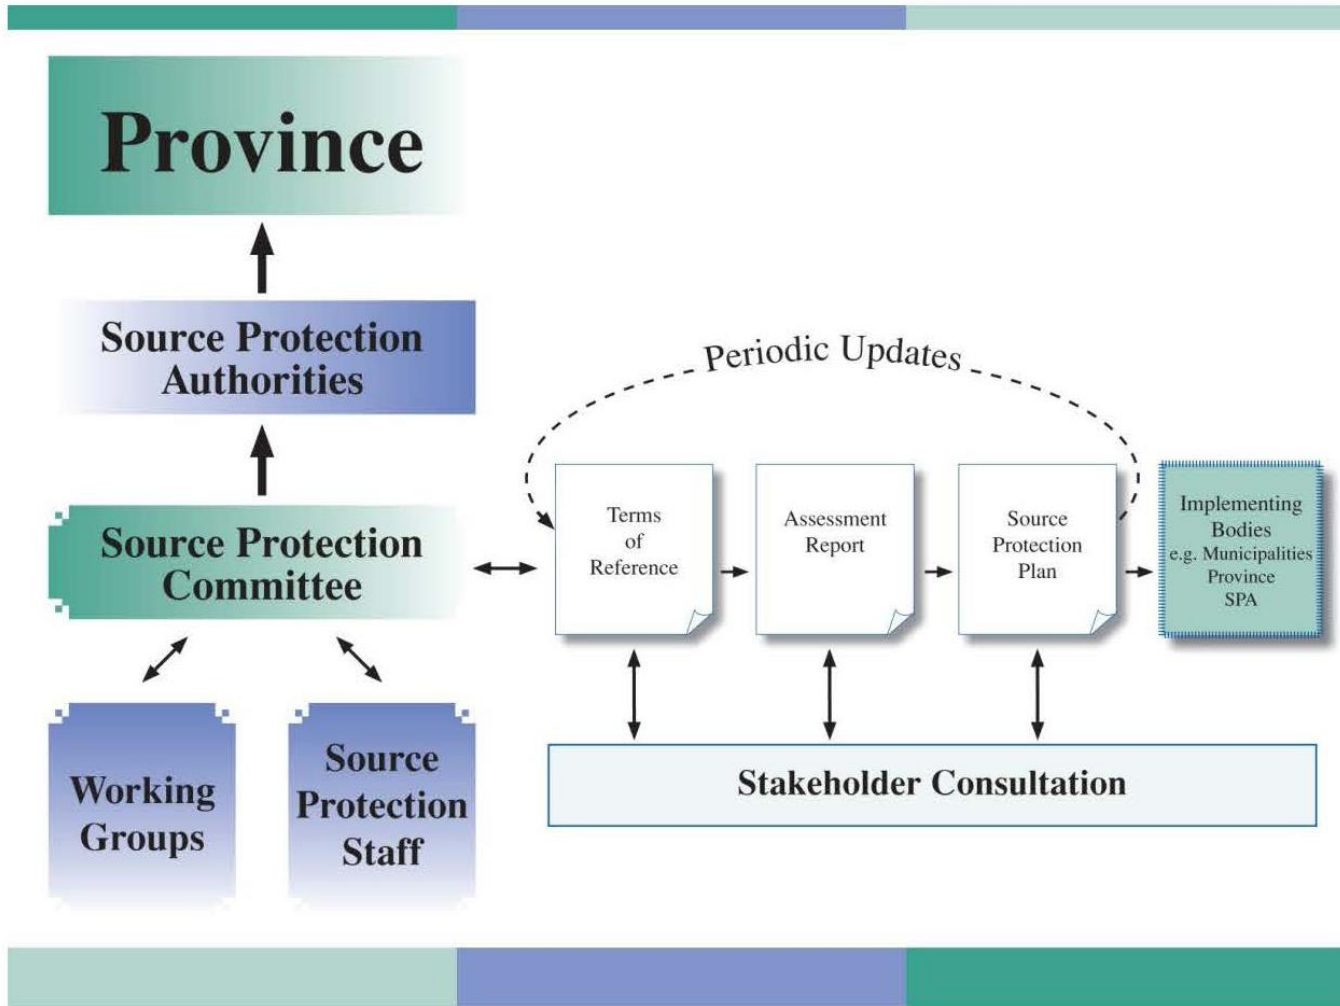 Province
Source Protection
Authorities
Source Protection
Committee
Working
Groups
Source
Protection
Staff
Periodic Updates
Terms
of
Reference
Assessment
Report
Source
Protection
Plan
Implementing
Bodies
e.g. Municipalities
Province
SPA
Stakeholder Consultation